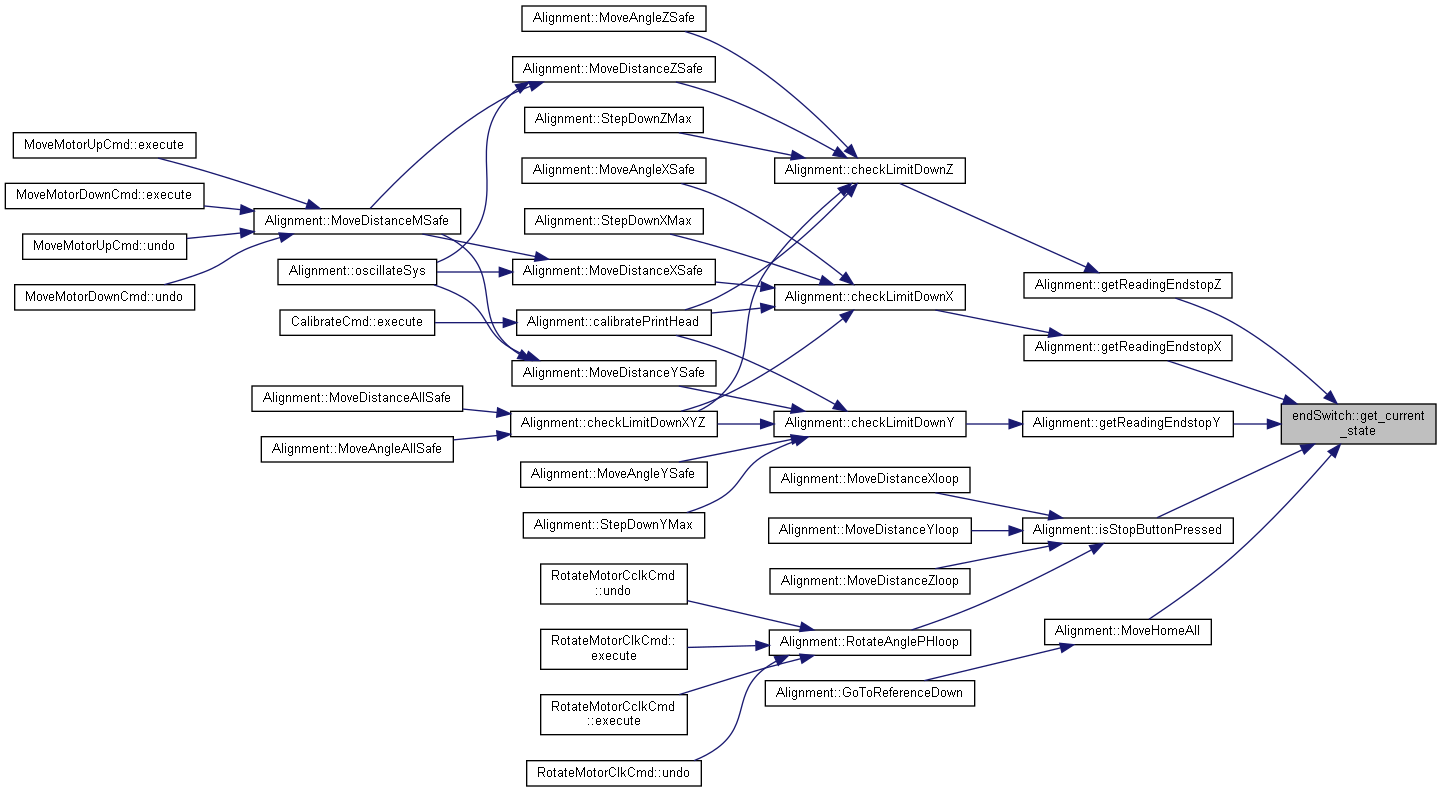 Alignment::MoveAngleZSafe
Alignment::MoveDistanceZSafe
Alignment::StepDownZMax
MoveMotorUpCmd::execute
Alignment::MoveAngleXSafe
Alignment::checkLimitDownZ
MoveMotorDownCmd::execute
Alignment::MoveDistanceMSafe
Alignment::StepDownXMax
MoveMotorUpCmd::undo
Alignment::oscillateSys
Alignment::MoveDistanceXSafe
Alignment::getReadingEndstopZ
MoveMotorDownCmd::undo
Alignment::checkLimitDownX
CalibrateCmd::execute
Alignment::calibratePrintHead
Alignment::getReadingEndstopX
Alignment::MoveDistanceYSafe
Alignment::MoveDistanceAllSafe
Alignment::checkLimitDownXYZ
Alignment::checkLimitDownY
Alignment::getReadingEndstopY
endSwitch::get_current
_state
Alignment::MoveAngleAllSafe
Alignment::MoveAngleYSafe
Alignment::MoveDistanceXloop
Alignment::StepDownYMax
Alignment::MoveDistanceYloop
Alignment::isStopButtonPressed
Alignment::MoveDistanceZloop
RotateMotorCclkCmd
::undo
RotateMotorClkCmd::
execute
Alignment::RotateAnglePHloop
Alignment::MoveHomeAll
RotateMotorCclkCmd
::execute
Alignment::GoToReferenceDown
RotateMotorClkCmd::undo